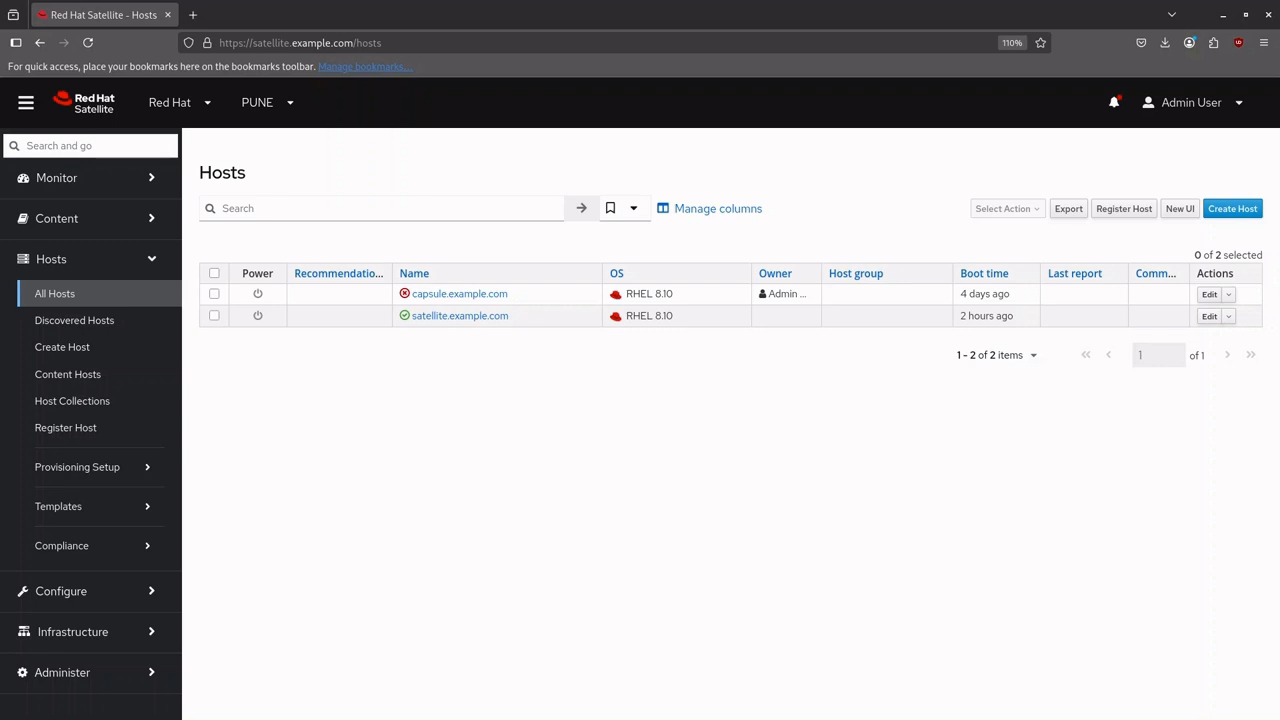 Red Hat Satellite - Hosts
https://satellite.example.com/hosts
110%
For quick access, place your bookmarks here on the bookmarks toolbar. Manage bookmarks...
Red Hat
Satellite
Red Hat
PUNE
Admin User
Search and go
Monitor
Content
Hosts
All Hosts
Discovered Hosts
Create Host
Content Hosts
Host Collections
Register Host
Provisioning Setup
Templates
Compliance
Configure
Infrastructure
Administer
Hosts
Search
Manage columns
Select Action
Export
Register Host
New UI
Create Host
0 of 2 selected
Power Recommendatio... Name OS Owner Host group Boot time Last report Comm... Actions
capsule.example.com RHEL 8.10 Admin ... 4 days ago Edit
satellite.example.com RHEL 8.10 2 hours ago Edit
1 - 2 of 2 items 1 of 1